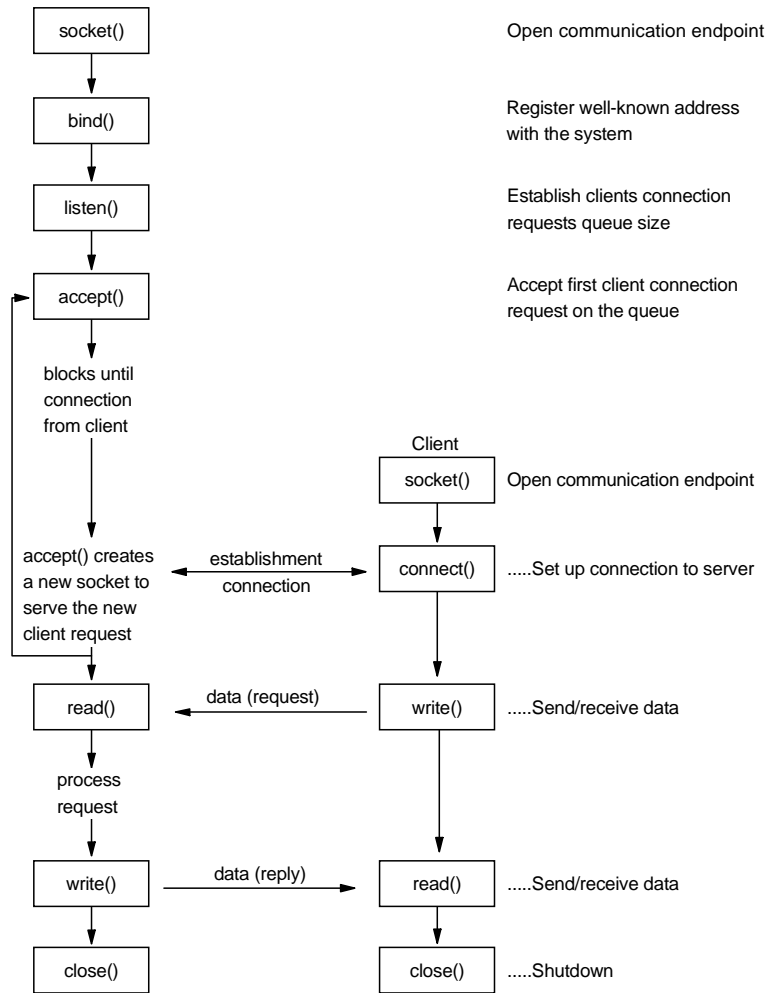 socket()
Open communication endpoint
bind()
Register well-known address
with the system
listen()
Establish clients connection
requests queue size
accept()
Accept first client connection
request on the queue
blocks until
connection
from client
Client
socket()
Open communication endpoint
accept() creates
a new socket to
serve the new
client request
establishment
connection
connect()
.....Set up connection to server
read()
data (request)
write()
.....Send/receive data
process
request
write()
data (reply)
read()
.....Send/receive data
close()
close()
.....Shutdown